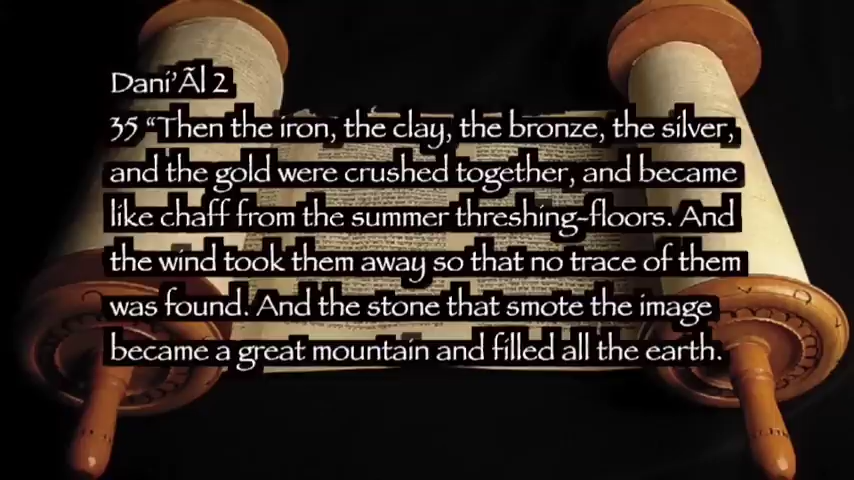 Dani’Ãl 2
35 “Then the iron, the clay, the bronze, the silver,
and the gold were crushed together, and became
like chaff from the summer threshing-floors. And
the wind took them away so that no trace of them
was found. And the stone that smote the image
became a great mountain and filled all the earth.